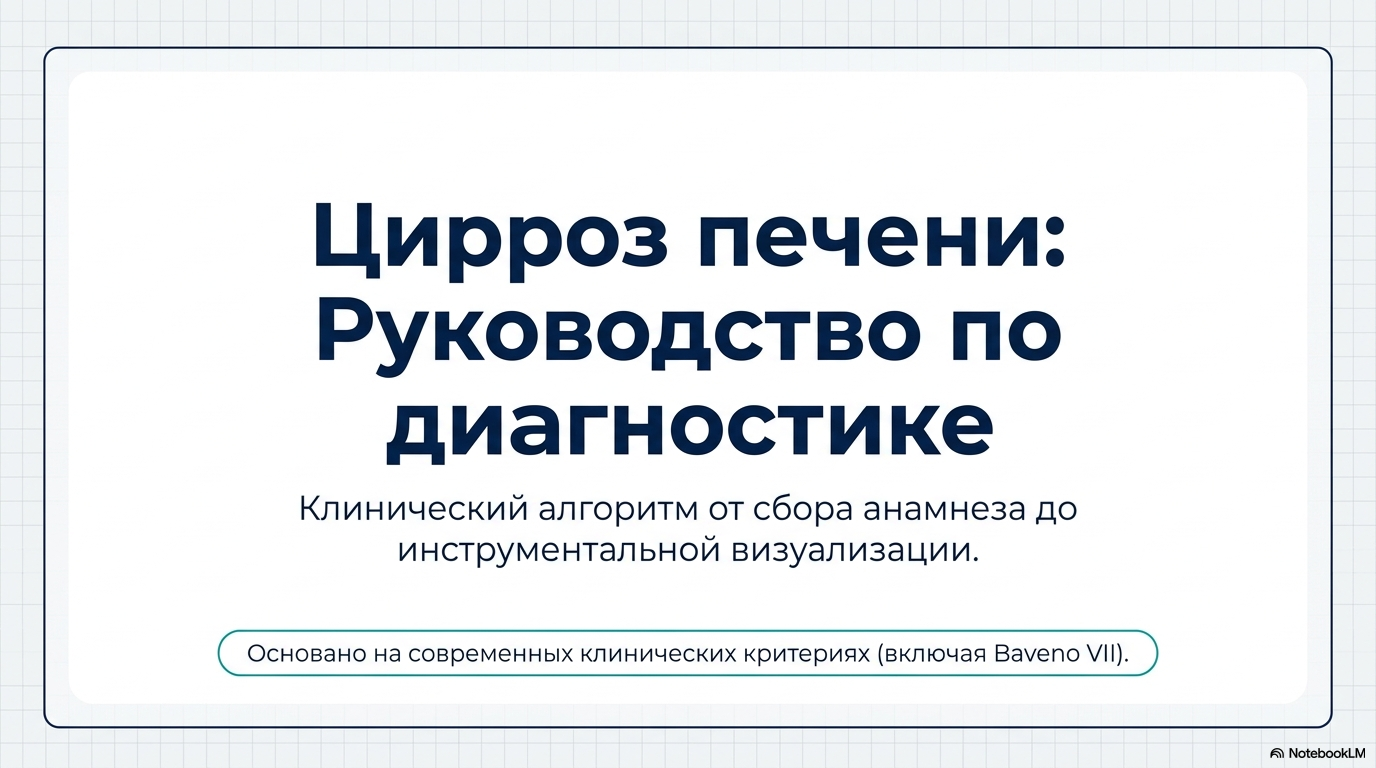 Цирроз печени:
Руководство по
диагностике
Клинический алгоритм от сбора анамнеза до
инструментальной визуализации.
Основано на современных клинических критериях (включая Baveno VII).
NotebookLM